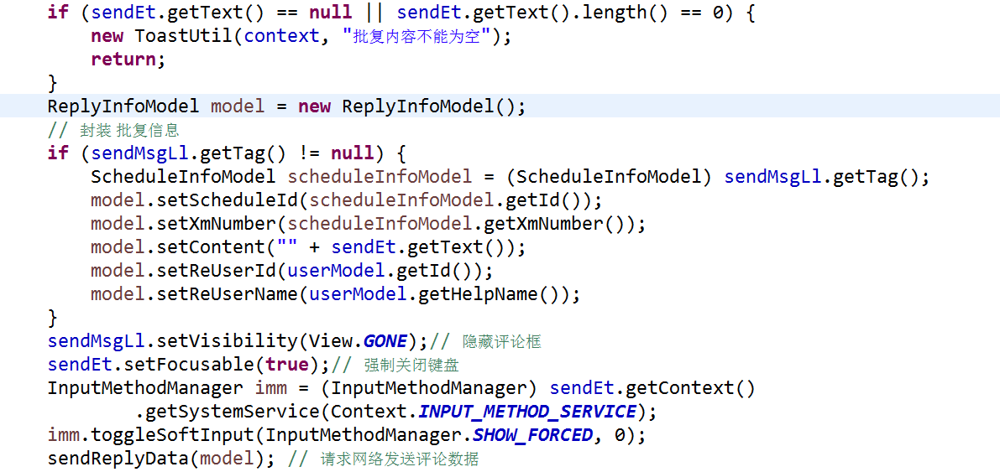 if (sendEt.getText() == null || sendEt.getText().length() == 0) {
new ToastUtil(context, "批复内容不能为空");
return;
}
ReplyInfoModel model = new ReplyInfoModel();
// 封装 批复信息
if (sendMsgLl.getTag() != null) {
ScheduleInfoModel scheduleInfoModel = (ScheduleInfoModel) sendMsgLl.getTag();
model.setScheduleId(scheduleInfoModel.getId());
model.setXmNumber(scheduleInfoModel.getXmNumber());
model.setContent("" + sendEt.getText());
model.setReUserId(userModel.getId());
model.setReUserName(userModel.getHelpName());
}
sendMsgLl.setVisibility(View.GONE);// 隐藏评论框
sendEt.setFocusable(true);// 强制关闭键盘
InputMethodManager imm = (InputMethodManager) sendEt.getContext()
.getSystemService(Context.INPUT_METHOD_SERVICE);
imm.toggleSoftInput(InputMethodManager.SHOW_FORCED, 0);
sendReplyData(model); // 请求网络发送评论数据